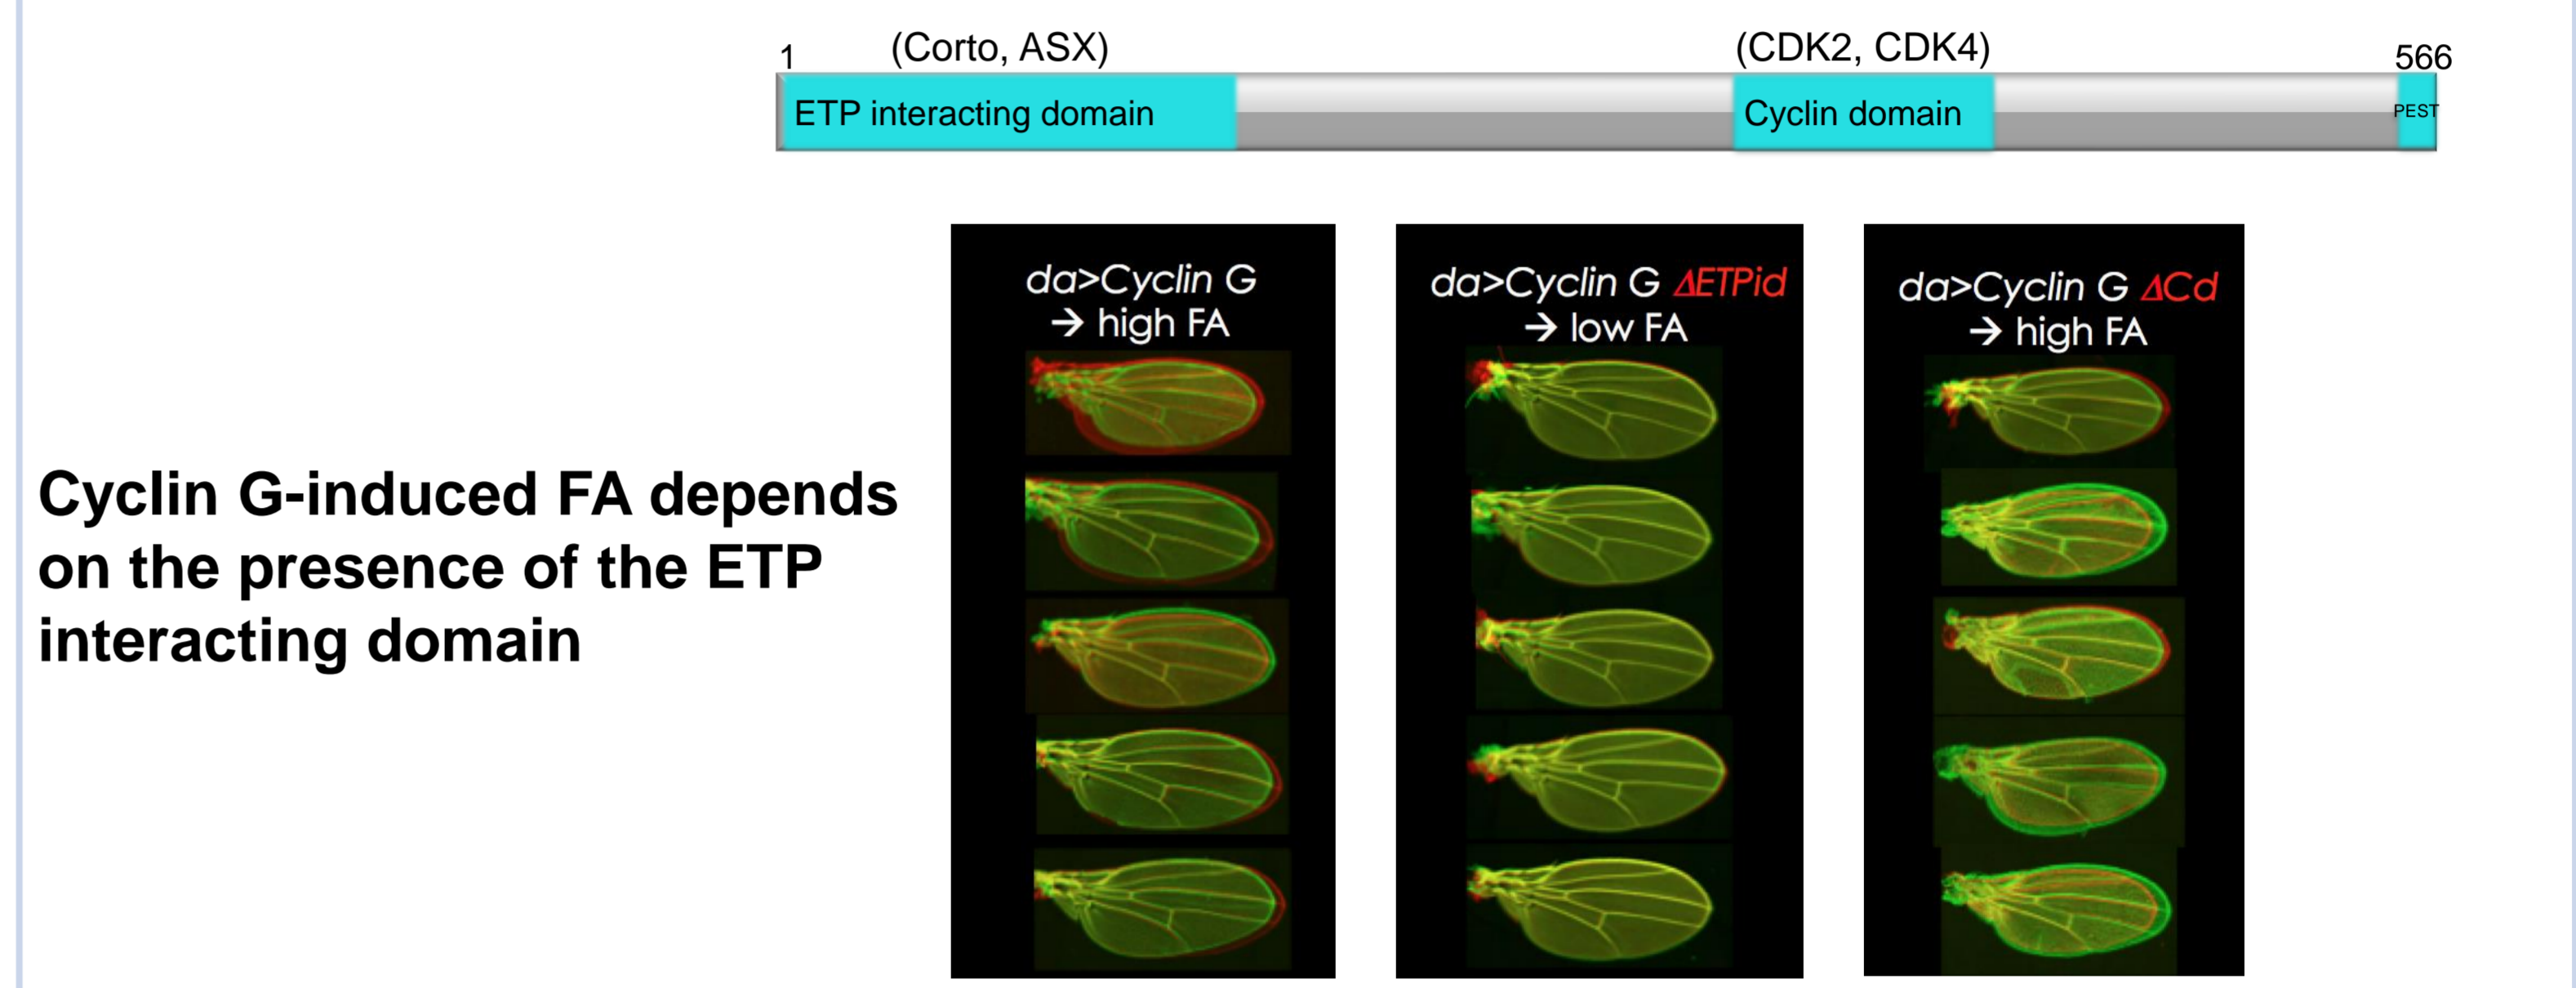 (Corto, ASX)
(CDK2, CDK4)
1
566
ETP interacting domain
Cyclin domain
PEST
da>Cyclin G
→ high FA
da>Cyclin G ΔETPid
→ low FA
da>Cyclin G ΔCd
→ high FA
Cyclin G-induced FA depends
on the presence of the ETP
interacting domain